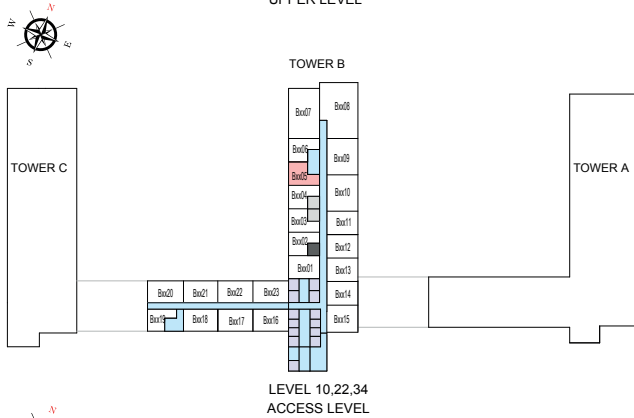 UPPER LEVEL
N
W
E
S
TOWER B
Bxx07
Bxx08
Bxx06
Bxx09
TOWER C
Bxx05
TOWER A
Bxx04
Bxx10
Bxx03
Bxx11
Bxx02
Bxx12
Bxx01
Bxx13
Bxx20 Bxx21 Bxx22 Bxx23
Bxx14
Bxx19 Bxx18 Bxx17 Bxx16
Bxx15
LEVEL 10,22,34
ACCESS LEVEL
N